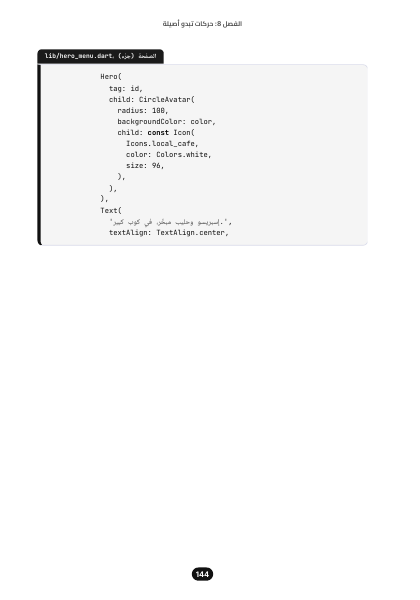 الفصل 8: حركات تبدو أصيلة
lib/hero_menu.dart، الصفحة (جزء)
Hero(
tag: id,
child: CircleAvatar(
radius: 100,
backgroundColor: color,
child: const Icon(
Icons.local_cafe,
color: Colors.white,
size: 96,
),
),
),
Text(
'إسبريسو وحليب مبخّر، في كوب كبير.',
textAlign: TextAlign.center,
144